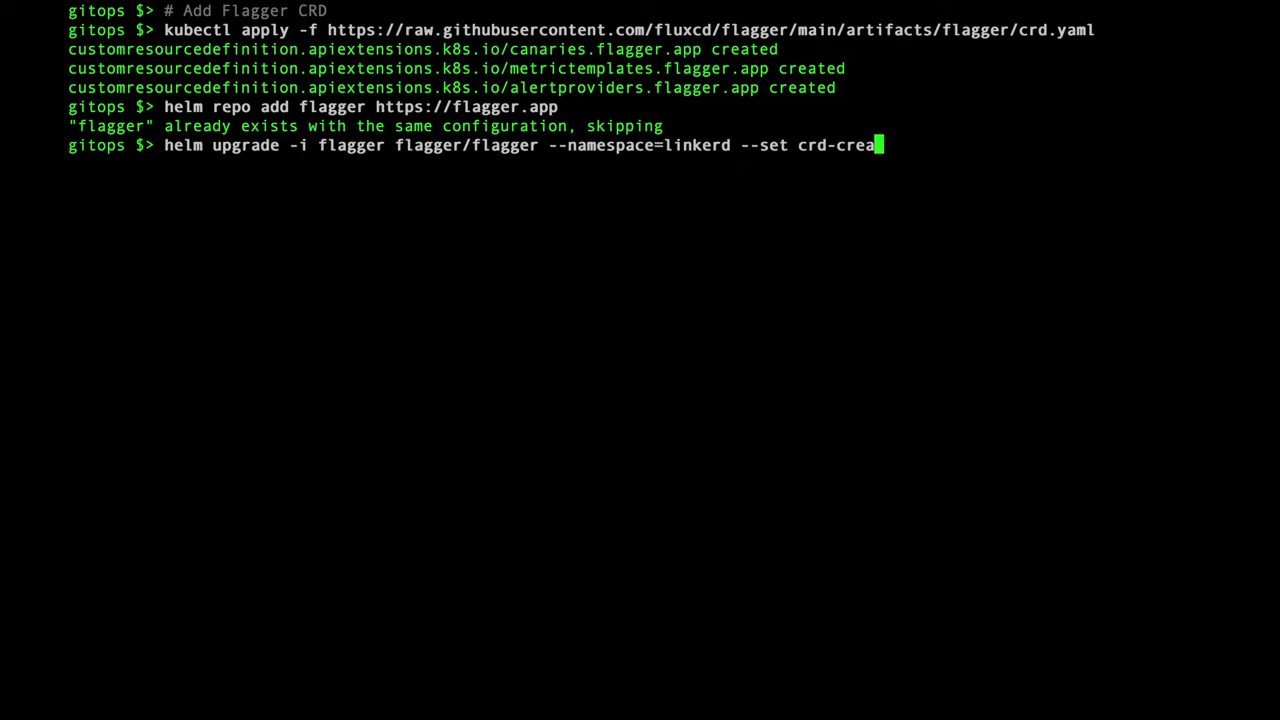 gitops $> # Add Flagger CRD
gitops $> kubectl apply -f https://raw.githubusercontent.com/fluxcd/flagger/main/artifacts/flagger/crd.yaml
customresourcedefinition.apiextensions.k8s.io/canaries.flagger.app created
customresourcedefinition.apiextensions.k8s.io/metrictemplates.flagger.app created
customresourcedefinition.apiextensions.k8s.io/alertproviders.flagger.app created
gitops $> helm repo add flagger https://flagger.app
"flagger" already exists with the same configuration, skipping
gitops $> helm upgrade -i flagger flagger/flagger --namespace=linkerd --set crd-crea